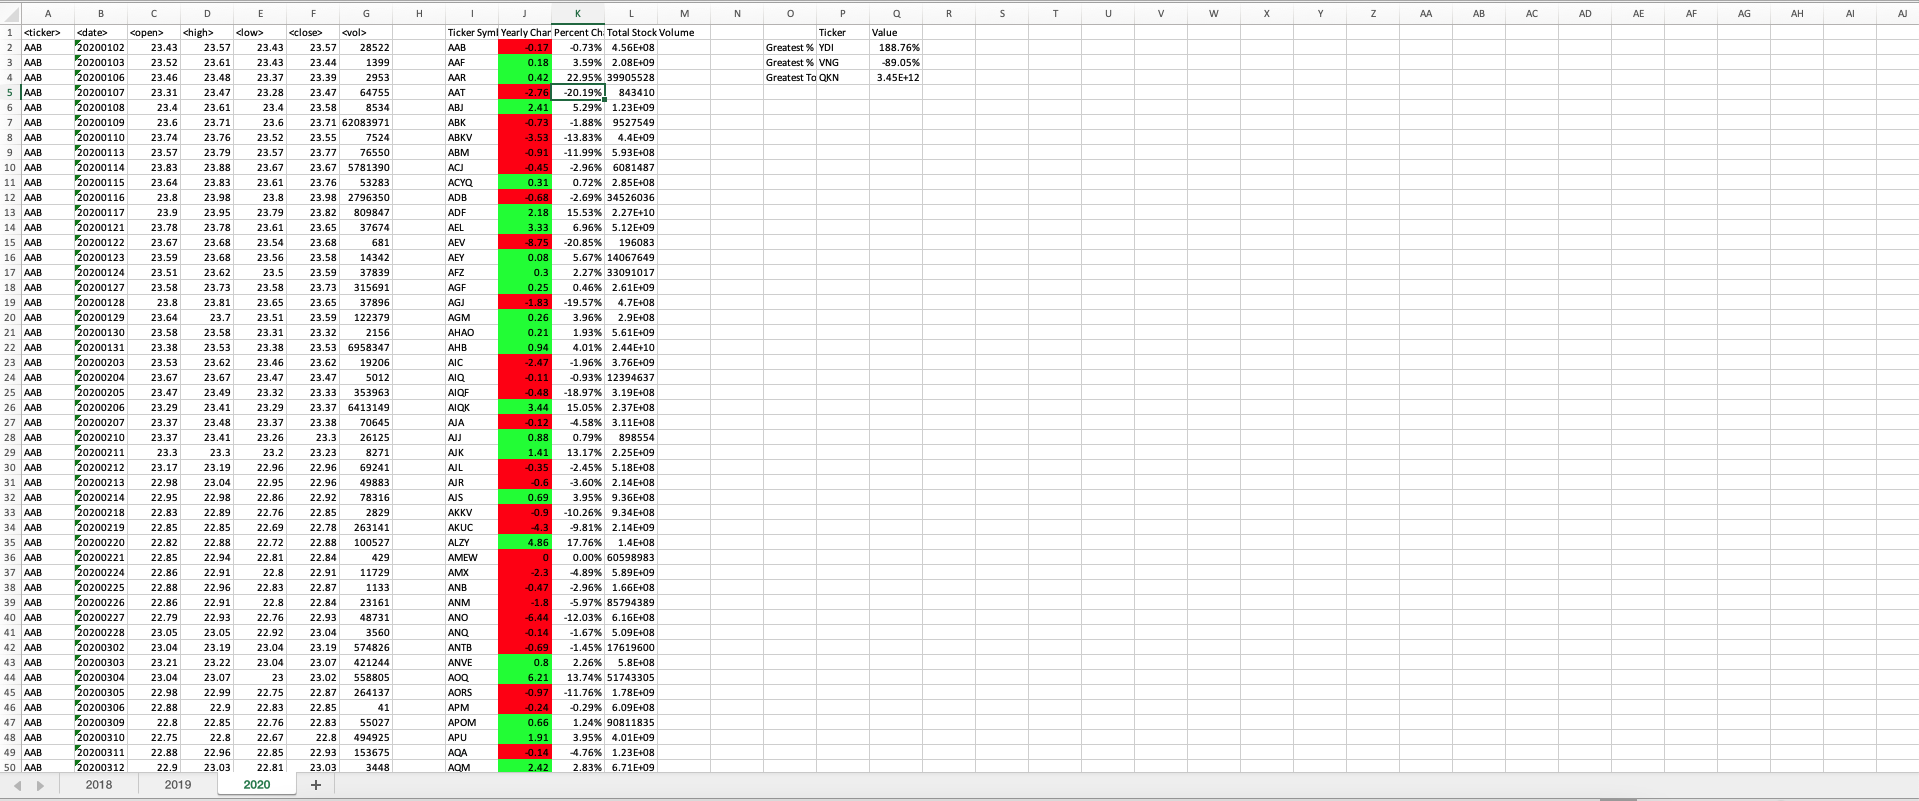 A B C D E F G H I J K L M N O P Q R S T U V W X Y Z AA AB AC AD AE AF AG AH AI AJ
1 <ticker> <date> <open> <high> <low> <close> <vol> Ticker Syml Yearly Char Percent Ch Total Stock Volume Ticker Value
2 AAB 20200102 23.43 23.57 23.43 23.57 28522 AAB -0.17 -0.73% 4.56E+08 Greatest % YDI 188.76%
3 AAB 20200103 23.52 23.61 23.43 23.44 1399 AAF 0.18 3.59% 2.08E+09 Greatest % VNG -89.05%
4 AAB 20200106 23.46 23.48 23.37 23.39 2953 AAR 0.42 22.95% 39905528 Greatest To QKN 3.45E+12
5 AAB 20200107 23.31 23.47 23.28 23.47 64755 AAT -2.76 -20.19% 843410
6 AAB 20200108 23.4 23.61 23.4 23.58 8534 ABJ 2.41 5.29% 1.23E+09
7 AAB 20200109 23.6 23.71 23.6 23.71 62083971 ABK -0.73 -1.88% 9527549
8 AAB 20200110 23.74 23.76 23.52 23.55 7524 ABKV -3.53 -13.83% 4.4E+09
9 AAB 20200113 23.57 23.79 23.57 23.77 76550 ABM -0.91 -11.99% 5.93E+08
10 AAB 20200114 23.83 23.88 23.67 23.67 5781390 ACJ -0.45 -2.96% 6081487
11 AAB 20200115 23.64 23.83 23.61 23.76 53283 ACYQ 0.31 0.72% 2.85E+08
12 AAB 20200116 23.8 23.98 23.8 23.98 2796350 ADB -0.68 -2.69% 34526036
13 AAB 20200117 23.9 23.95 23.79 23.82 809847 ADF 2.18 15.53% 2.27E+10
14 AAB 20200121 23.78 23.78 23.61 23.65 37674 AEL 3.33 6.96% 5.12E+09
15 AAB 20200122 23.67 23.68 23.54 23.68 681 AEV -8.75 -20.85% 196083
16 AAB 20200123 23.59 23.68 23.56 23.58 14342 AEY 0.08 5.67% 14067649
17 AAB 20200124 23.51 23.62 23.5 23.59 37839 AFZ 0.3 2.27% 33091017
18 AAB 20200127 23.58 23.73 23.58 23.73 315691 AGF 0.25 0.46% 2.61E+09
19 AAB 20200128 23.8 23.81 23.65 23.65 37896 AGJ -1.83 -19.57% 4.7E+08
20 AAB 20200129 23.64 23.7 23.51 23.59 122379 AGM 0.26 3.96% 2.9E+08
21 AAB 20200130 23.58 23.58 23.31 23.32 2156 AHAO 0.21 1.93% 5.61E+09
22 AAB 20200131 23.38 23.53 23.38 23.53 6958347 AHB 0.94 4.01% 2.44E+10
23 AAB 20200203 23.53 23.62 23.46 23.62 19206 AIC -2.47 -1.96% 3.76E+09
24 AAB 20200204 23.67 23.67 23.47 23.47 5012 AIQ -0.11 -0.93% 12394637
25 AAB 20200205 23.47 23.49 23.32 23.33 353963 AIQF -0.48 -18.97% 3.19E+08
26 AAB 20200206 23.29 23.41 23.29 23.37 6413149 AIQK 3.44 15.05% 2.37E+08
27 AAB 20200207 23.37 23.48 23.37 23.38 70645 AJA -0.12 -4.58% 3.11E+08
28 AAB 20200210 23.37 23.41 23.26 23.3 26125 AJJ 0.88 0.79% 898554
29 AAB 20200211 23.3 23.3 23.2 23.23 8271 AJK 1.41 13.17% 2.25E+09
30 AAB 20200212 23.17 23.19 22.96 22.96 69241 AJL -0.35 -2.45% 5.18E+08
31 AAB 20200213 22.98 23.04 22.95 22.96 49883 AJR -0.6 -3.60% 2.14E+08
32 AAB 20200214 22.95 22.98 22.86 22.92 78316 AJS 0.69 3.95% 9.36E+08
33 AAB 20200218 22.83 22.89 22.76 22.85 2829 AKKV -0.9 -10.26% 9.34E+08
34 AAB 20200219 22.85 22.85 22.69 22.78 263141 AKUC -4.3 -9.81% 2.14E+09
35 AAB 20200220 22.82 22.88 22.72 22.88 100527 ALZY 4.86 17.76% 1.4E+08
36 AAB 20200221 22.85 22.94 22.81 22.84 429 AMEW 0 0.00% 60598983
37 AAB 20200224 22.86 22.91 22.8 22.91 11729 AMX -2.3 -4.89% 5.89E+09
38 AAB 20200225 22.88 22.96 22.83 22.87 1133 ANB -0.47 -2.96% 1.66E+08
39 AAB 20200226 22.86 22.91 22.8 22.84 23161 ANM -1.8 -5.97% 85794389
40 AAB 20200227 22.79 22.93 22.76 22.93 48731 ANO -6.44 -12.03% 6.16E+08
41 AAB 20200228 23.05 23.05 22.92 23.04 3560 ANQ -0.14 -1.67% 5.09E+08
42 AAB 20200302 23.04 23.19 23.04 23.19 574826 ANTB -0.69 -1.45% 17619600
43 AAB 20200303 23.21 23.22 23.04 23.07 421244 ANVE 0.8 2.26% 5.8E+08
44 AAB 20200304 23.04 23.07 23 23.02 558805 AOQ 6.21 13.74% 51743305
45 AAB 20200305 22.98 22.99 22.75 22.87 264137 AORS -0.97 -11.76% 1.78E+09
46 AAB 20200306 22.88 22.9 22.83 22.85 41 APM -0.24 -0.29% 6.09E+08
47 AAB 20200309 22.8 22.85 22.76 22.83 55027 APOM 0.66 1.24% 90811835
48 AAB 20200310 22.75 22.8 22.67 22.8 494925 APU 1.91 3.95% 4.01E+09
49 AAB 20200311 22.88 22.96 22.85 22.93 153675 AQA -0.14 -4.76% 1.23E+08
50 AAB 20200312 22.9 23.03 22.81 23.03 3448 AQM 2.42 2.83% 6.71E+09
2018 2019 2020 +